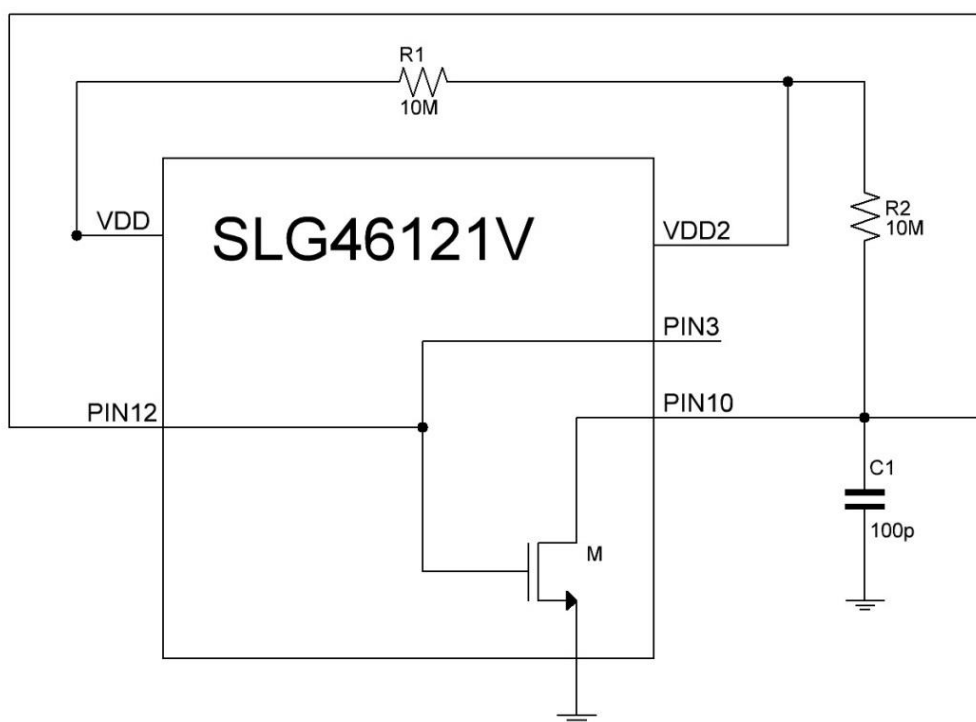 R1
10M
VDD
SLG46121V
VDD2
R2
10M
PIN3
PIN12
PIN10
C1
100p
M